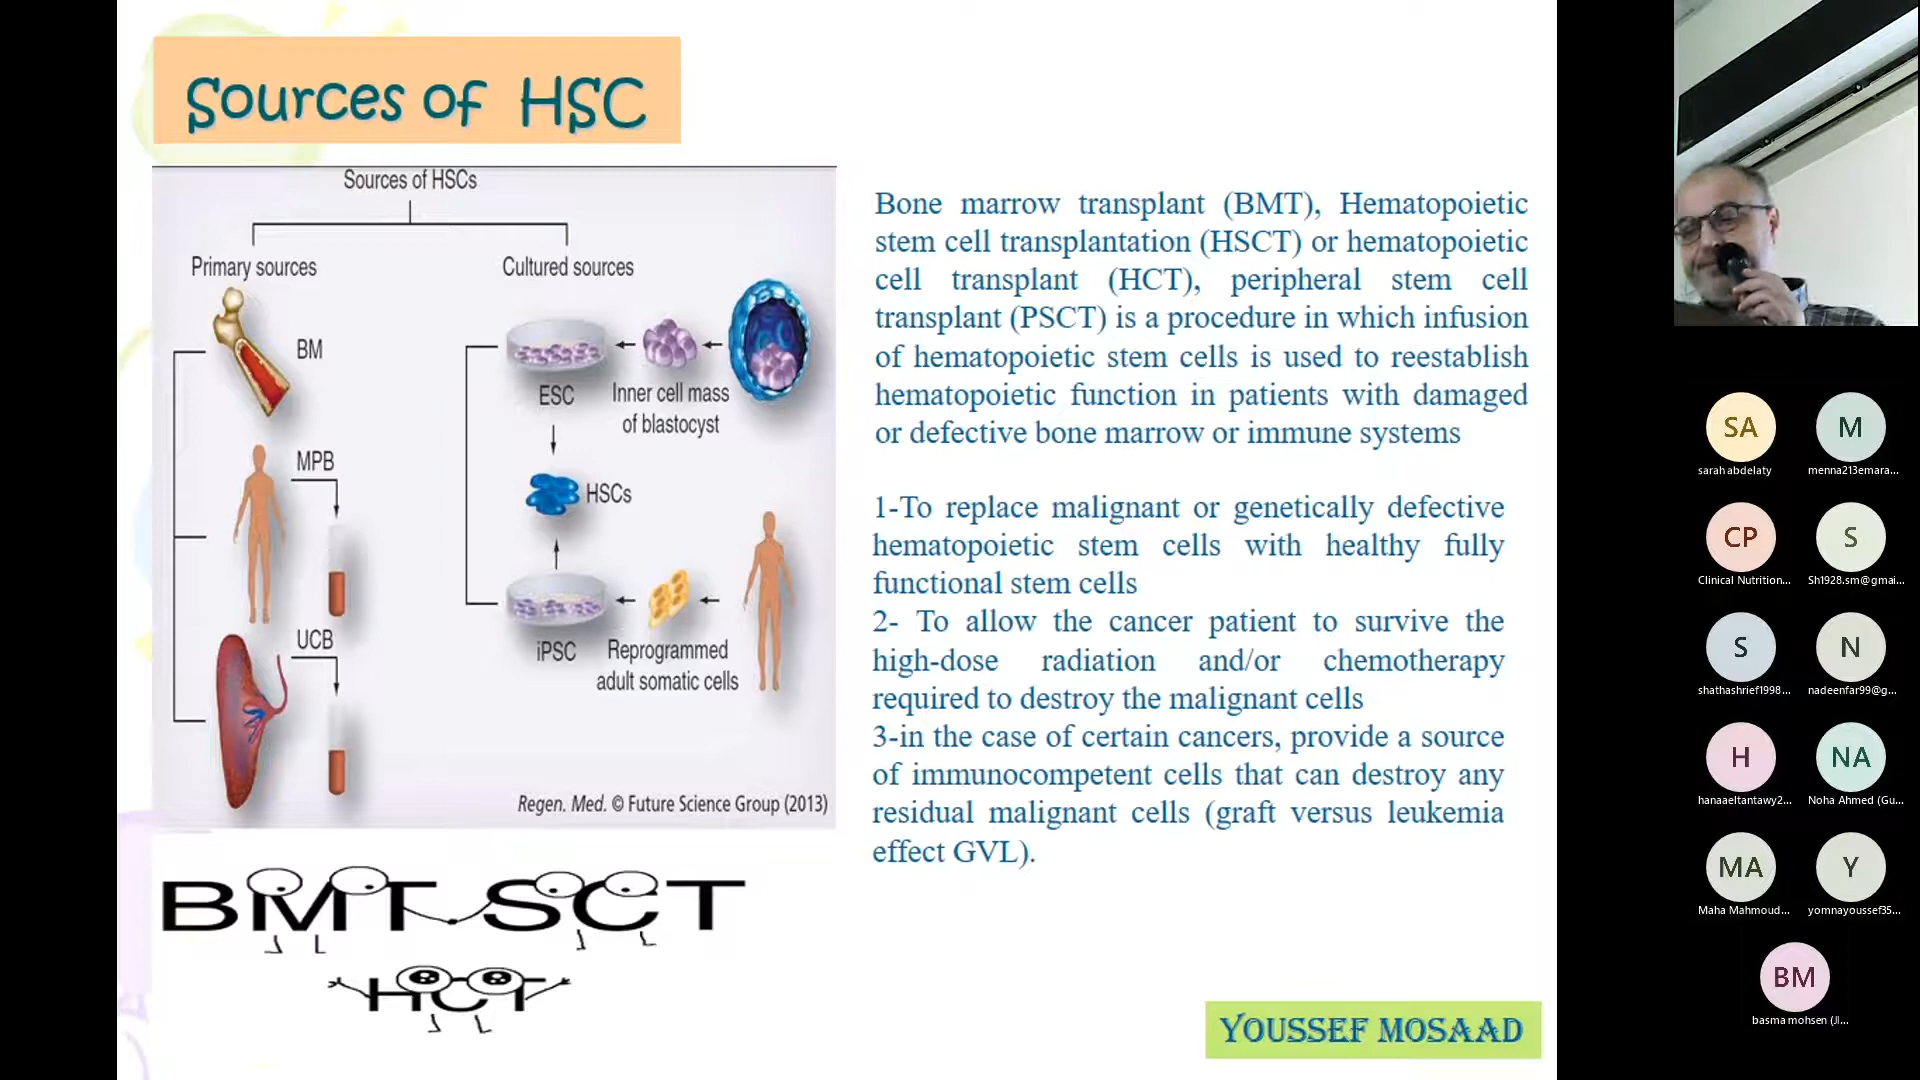 Sources of HSC
Sources of HSCs
Primary sources
Cultured sources
BM
ESC
Inner cell mass
of blastocyst
MPB
HSCs
UCB
iPSC
Reprogrammed
adult somatic cells
Regen. Med. © Future Science Group (2013)
BMT SCT
HCT
Bone marrow transplant (BMT), Hematopoietic
stem cell transplantation (HSCT) or hematopoietic
cell transplant (HCT), peripheral stem cell
transplant (PSCT) is a procedure in which infusion
of hematopoietic stem cells is used to reestablish
hematopoietic function in patients with damaged
or defective bone marrow or immune systems
1-To replace malignant or genetically defective
hematopoietic stem cells with healthy fully
functional stem cells
2- To allow the cancer patient to survive the
high-dose radiation and/or chemotherapy
required to destroy the malignant cells
3-in the case of certain cancers, provide a source
of immunocompetent cells that can destroy any
residual malignant cells (graft versus leukemia
effect GVL).
YOUSSEF MOSAAD
SA
sarah abdelaty
M
menna213emara...
CP
Clinical Nutrition...
S
Sh1928.sm@gmai...
S
shathashrief1998...
N
nadeenfar99@g...
H
hanaaeltantawy2...
NA
Noha Ahmed (Gu...
MA
Maha Mahmoud...
Y
yomnayoussef35...
BM
basma mohsen (JI...